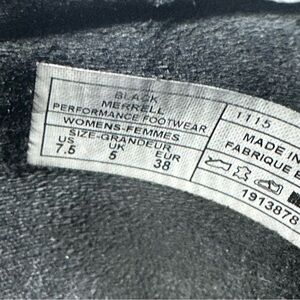 BLACK
MERRELL
PERFORMANCE FOOTWEAR
WOMENS-FEMMES
SIZE-GRANDEUR
US UK EUR
7.5 5 38
1115
MADE IN
FABRIQUE E
1913878